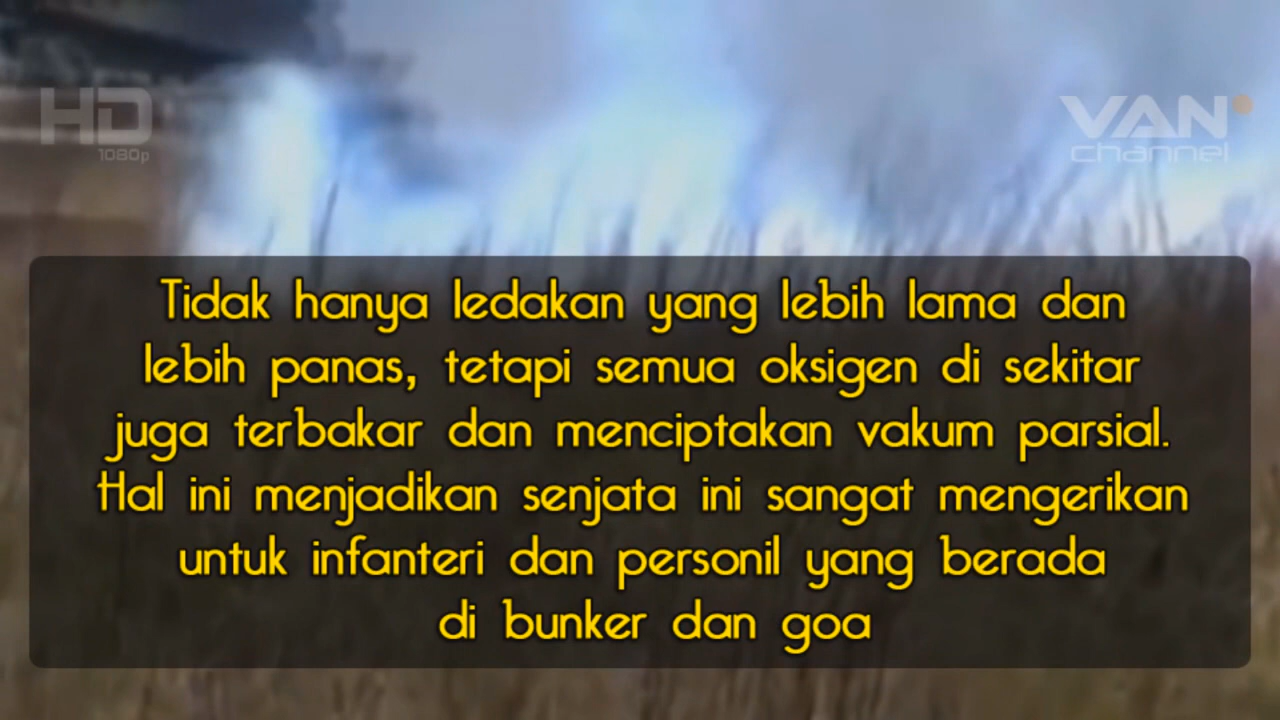 HD
1080p
VAN
channel
Tidak hanya ledakan yang lebih lama dan
lebih panas, tetapi semua oksigen di sekitar
juga terbakar dan menciptakan vakum parsial.
Hal ini menjadikan senjata ini sangat mengerikan
untuk infanteri dan personil yang berada
di bunker dan goa